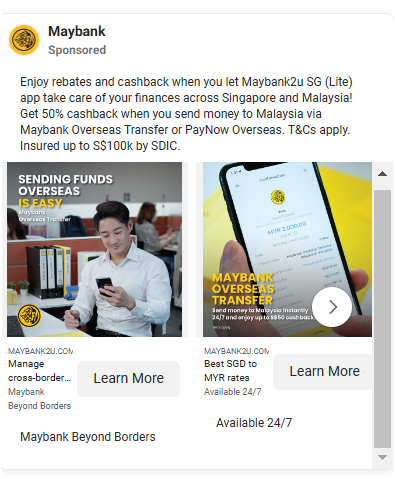 Maybank
Sponsored
Enjoy rebates and cashback when you let Maybank2u SG (Lite)
app take care of your finances across Singapore and Malaysia!
Get 50% cashback when you send money to Malaysia via
Maybank Overseas Transfer or PayNow Overseas. T&Cs apply.
Insured up to S$100k by SDIC.
SENDING FUNDS
OVERSEAS
IS EASY
Maybank
Overseas Transfer
MYR 3,000.00
MAYBANK
OVERSEAS
TRANSFER
Send money to Malaysia instantly
24/7 and enjoy up to S$50 cashback
MAYBANK2U.COM
Manage
cross-border...
Maybank
Beyond Borders
Learn More
Maybank Beyond Borders
MAYBANK2U.COM
Best SGD to
MYR rates
Available 24/7
Learn More
Available 24/7